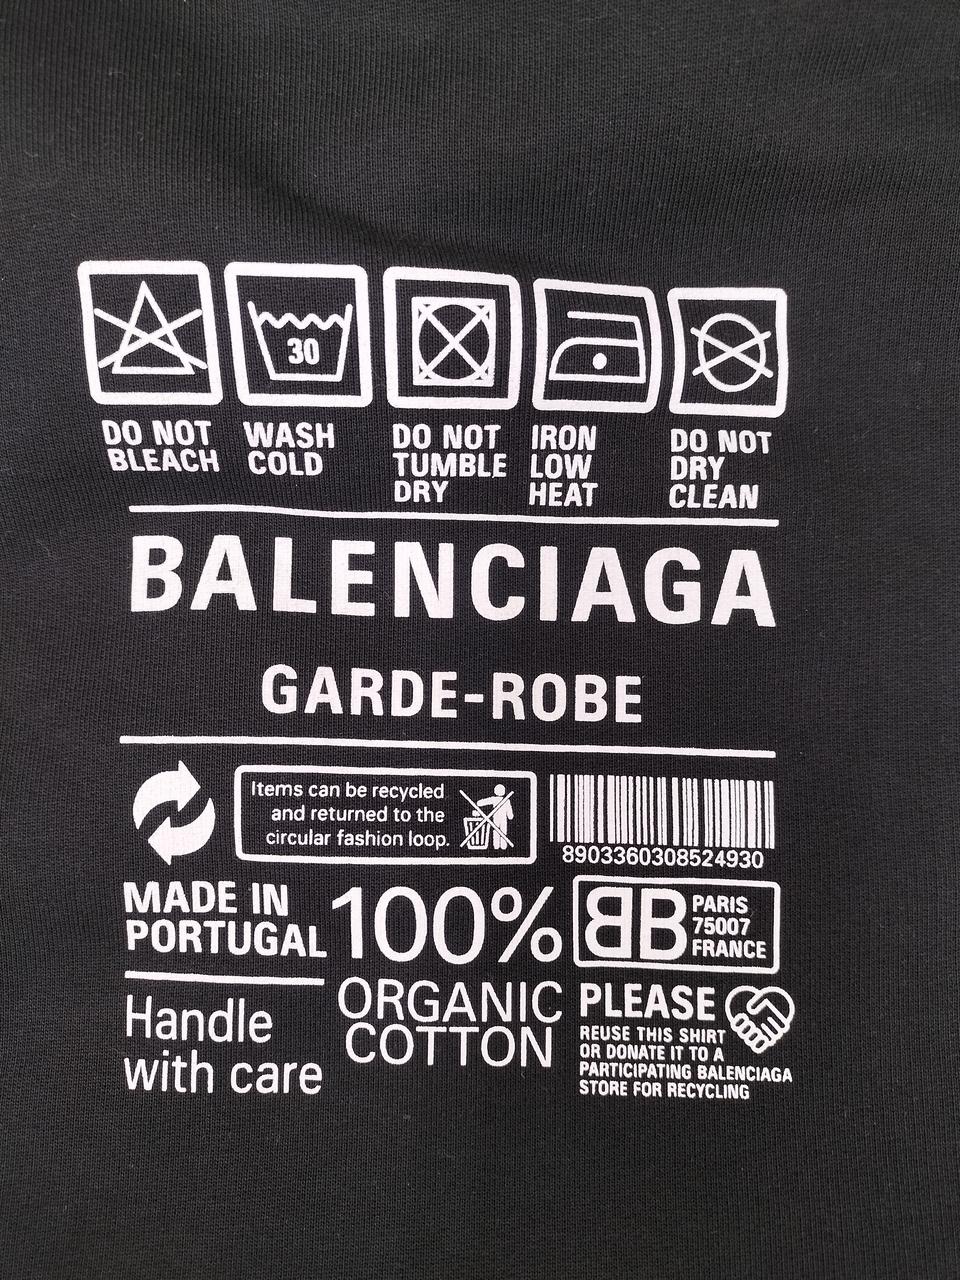 30
DO NOT
BLEACH
WASH
COLD
DO NOT
TUMBLE
DRY
IRON
LOW
HEAT
DO NOT
DRY
CLEAN
BALENCIAGA
GARDE-ROBE
Items can be recycled
and returned to the
circular fashion loop.
8903360308524930
MADE IN
PORTUGAL
100%
ORGANIC
COTTON
BB
PARIS
75007
FRANCE
Handle
with care
PLEASE
REUSE THIS SHIRT
OR DONATE IT TO A
PARTICIPATING BALENCIAGA
STORE FOR RECYCLING